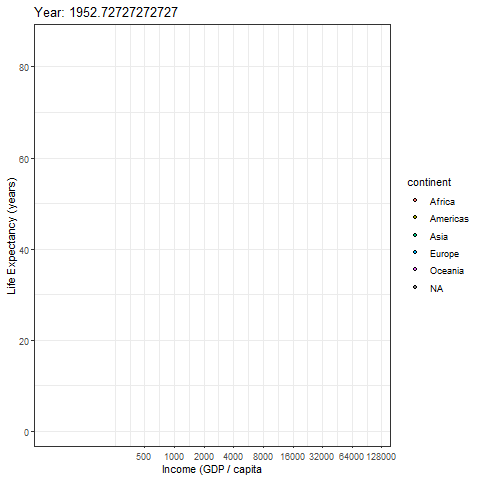 Year: 1952.72727272727
Life Expectancy (years)
80
60
40
20
0
500 1000 2000 4000 8000 16000 32000 64000 128000
Income (GDP / capita
continent
Africa
Americas
Asia
Europe
Oceania
NA